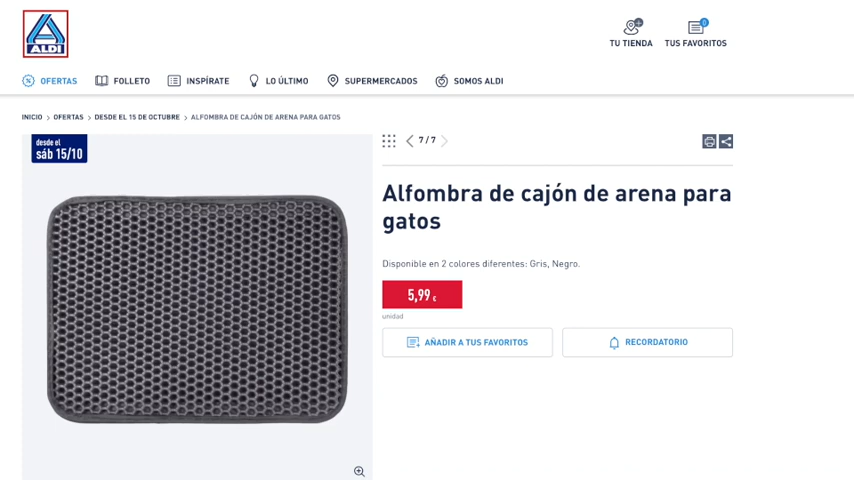 ALDI
+
TU TIENDA
0
TUS FAVORITOS
OFERTAS
FOLLETO
INSPÍRATE
LO ÚLTIMO
SUPERMERCADOS
SOMOS ALDI
INICIO > OFERTAS > DESDE EL 15 DE OCTUBRE > ALFOMBRA DE CAJÓN DE ARENA PARA GATOS
desde el
sáb 15/10
7 / 7
Alfombra de cajón de arena para
gatos
Disponible en 2 colores diferentes: Gris, Negro.
5,99 €
unidad
AÑADIR A TUS FAVORITOS
RECORDATORIO